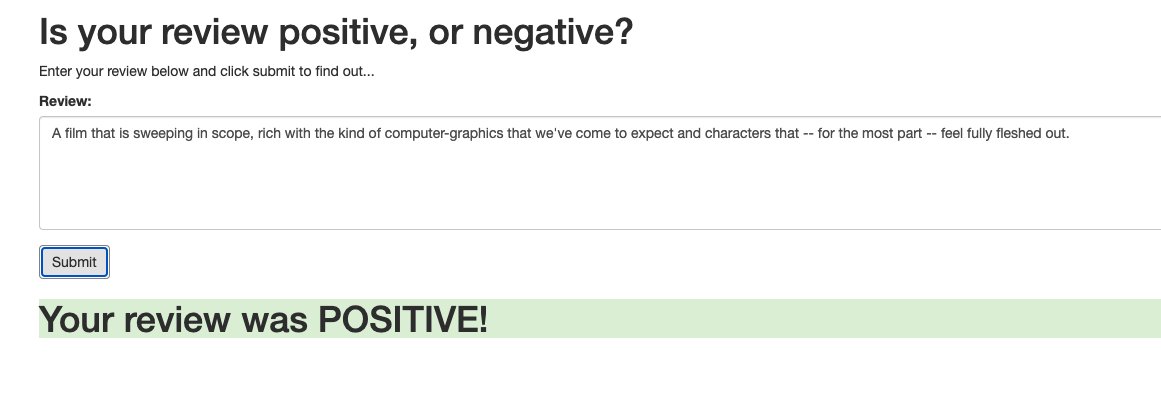 Is your review positive, or negative?
Enter your review below and click submit to find out...
Review:
A film that is sweeping in scope, rich with the kind of computer-graphics that we've come to expect and characters that -- for the most part -- feel fully fleshed out.
Submit
Your review was POSITIVE!